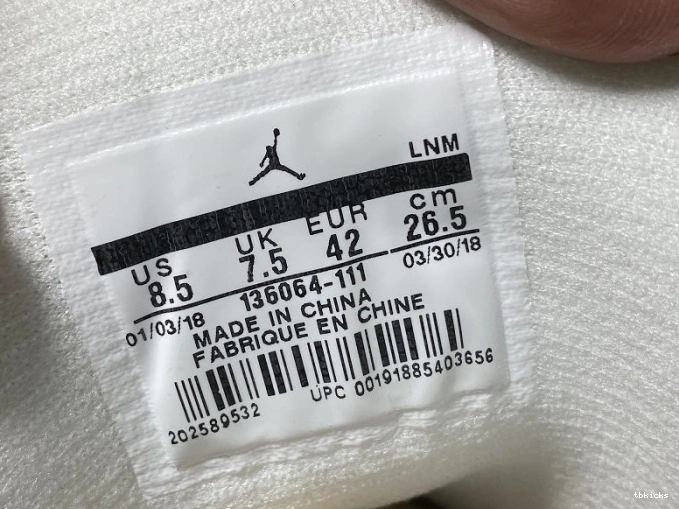 LNM
US UK EUR cm
8.5 7.5 42 26.5
136064-111
01/03/18 03/30/18
MADE IN CHINA
FABRIQUE EN CHINE
UPC 00191885403656
202589532
tbkicks